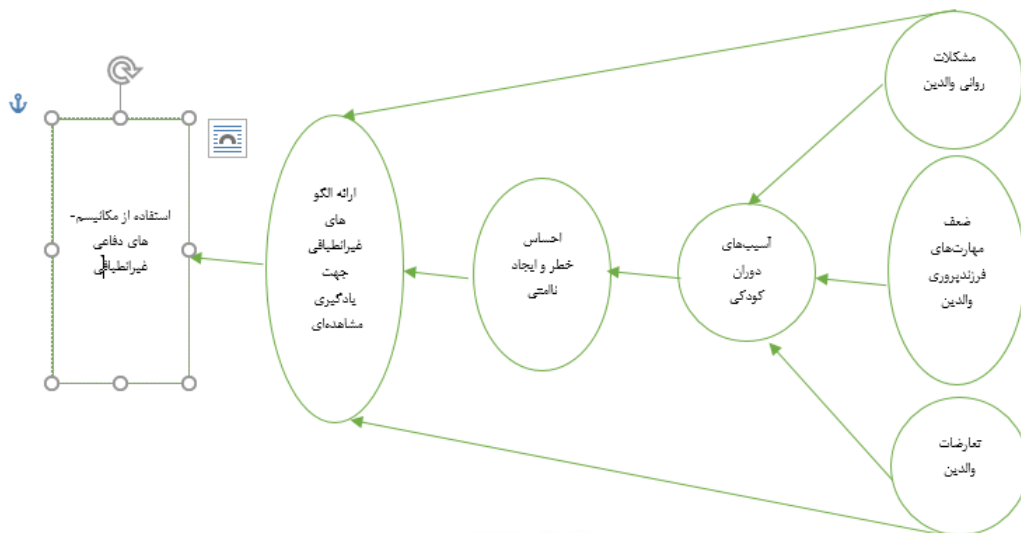 مشکلات
روانی والدین
ضعف
مهارت‌های
فرزندپروری
والدین
تعارضات
والدین
آسیب‌های
دوران
کودکی
احساس
خطر و ایجاد
ناامنی
ارائه الگو
های
غیرانطباقی
جهت
یادگیری
مشاهده‌ای
استفاده از مکانیسم-
های دفاعی
غیرانطباقی